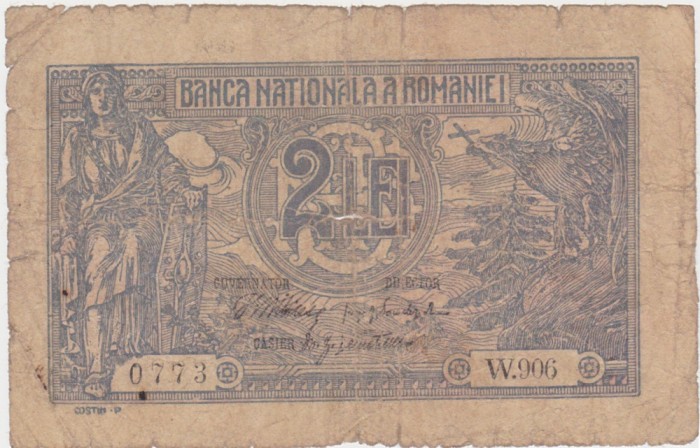 BANCA NATIONALA A ROMANIEI
2 LEI
GUVERNATOR DIRECTOR
CASIER
0773 W.906
COSTIN-P